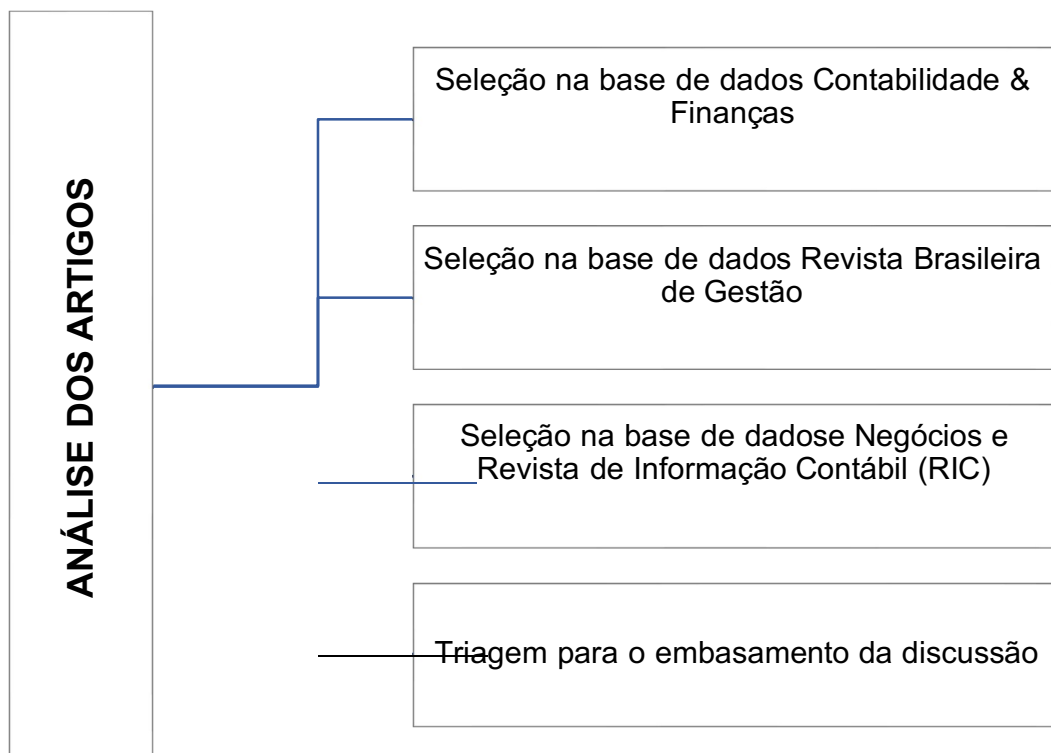 ANÁLISE DOS ARTIGOS
Seleção na base de dados Contabilidade &
Finanças
Seleção na base de dados Revista Brasileira
de Gestão
Seleção na base de dadose Negócios e
Revista de Informação Contábil (RIC)
Triagem para o embasamento da discussão